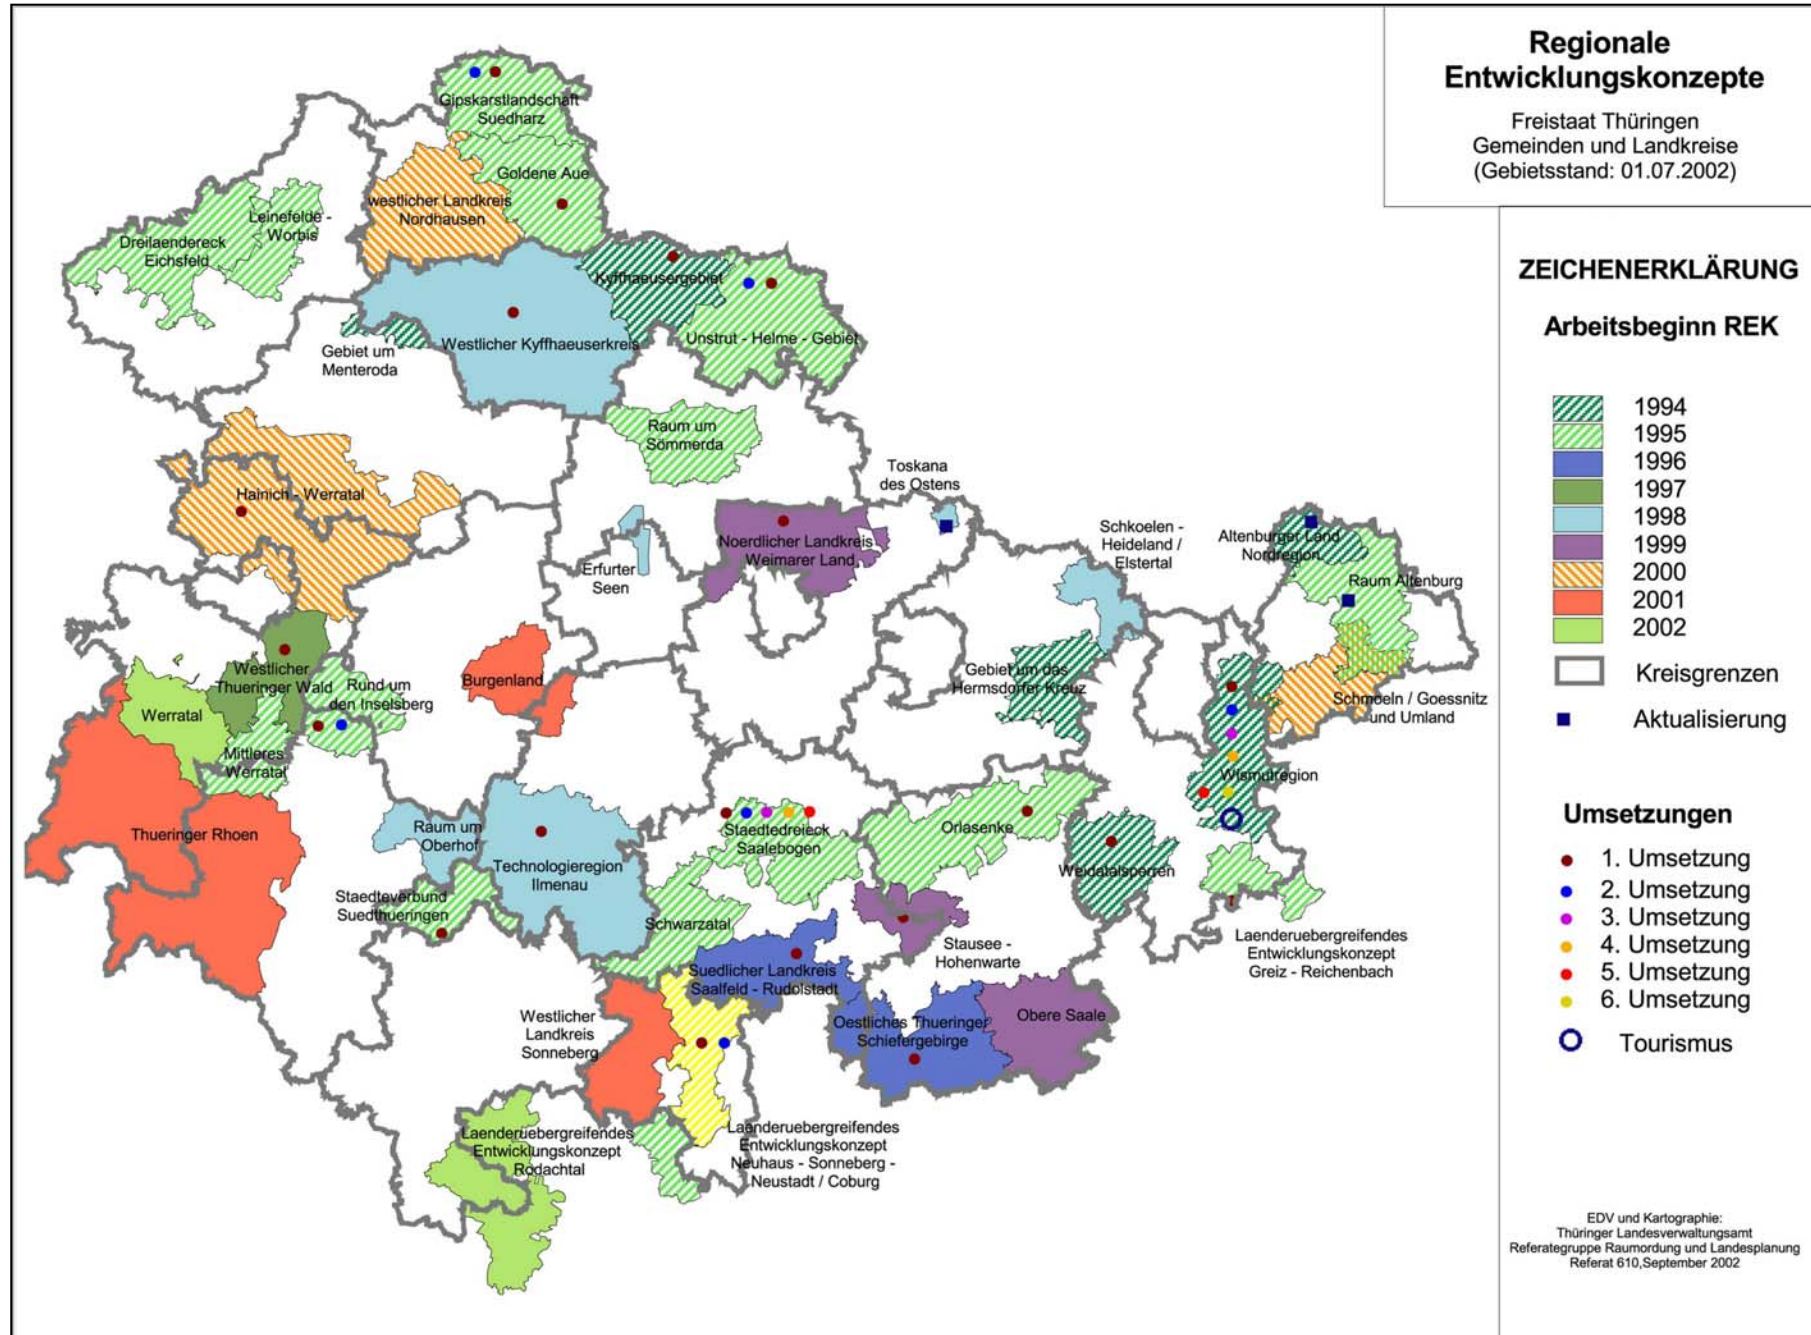 Regionale
Entwicklungskonzepte
Freistaat Thüringen
Gemeinden und Landkreise
(Gebietsstand: 01.07.2002)
ZEICHENERKLÄRUNG
Arbeitsbeginn REK
1994
1995
1996
1997
1998
1999
2000
2001
2002
Kreisgrenzen
Aktualisierung
Umsetzungen
1. Umsetzung
2. Umsetzung
3. Umsetzung
4. Umsetzung
5. Umsetzung
6. Umsetzung
Tourismus
EDV und Kartographie:
Thüringer Landesverwaltungsamt
Referategruppe Raumordung und Landesplanung
Referat 610,September 2002
Gipskarstlandschaft
Suedharz
Goldene Aue
westlicher Landkreis
Nordhausen
Leinefelde -
Worbis
Dreilaendereck
Eichsfeld
Kyffhaeusergebiet
Unstrut - Helme - Gebiet
Westlicher Kyffhaeuserkreis
Gebiet um
Menteroda
Raum um
Sömmerda
Toskana
des Ostens
Hainich - Werratal
Noerdlicher Landkreis
Weimarer Land
Erfurter
Seen
Schkoelen -
Heideland /
Elstertal
Altenburger Land
Nordregion
Raum Altenburg
Westlicher
Thueringer Wald
Rund um
den Inselsberg
Burgenland
Gebiet um das
Hermsdorfer Kreuz
Schmoeln / Goessnitz
und Umland
Werratal
Mittleres
Werratal
Wismutregion
Thueringer Rhoen
Raum um
Oberhof
Technologieregion
Ilmenau
Staedtedreieck
Saalebogen
Orlasenke
Weidatalsperren
Staedteverbund
Suedthueringen
Schwarzatal
Stausee -
Hohenwarte
Laenderuebergreifendes
Entwicklungskonzept
Greiz - Reichenbach
Suedlicher Landkreis
Saalfeld - Rudolstadt
Westlicher
Landkreis
Sonneberg
Oestliches Thueringer
Schiefergebirge
Obere Saale
Laenderuebergreifendes
Entwicklungskonzept
Rodachtal
Laenderuebergreifendes
Entwicklungskonzept
Neuhaus - Sonneberg -
Neustadt / Coburg